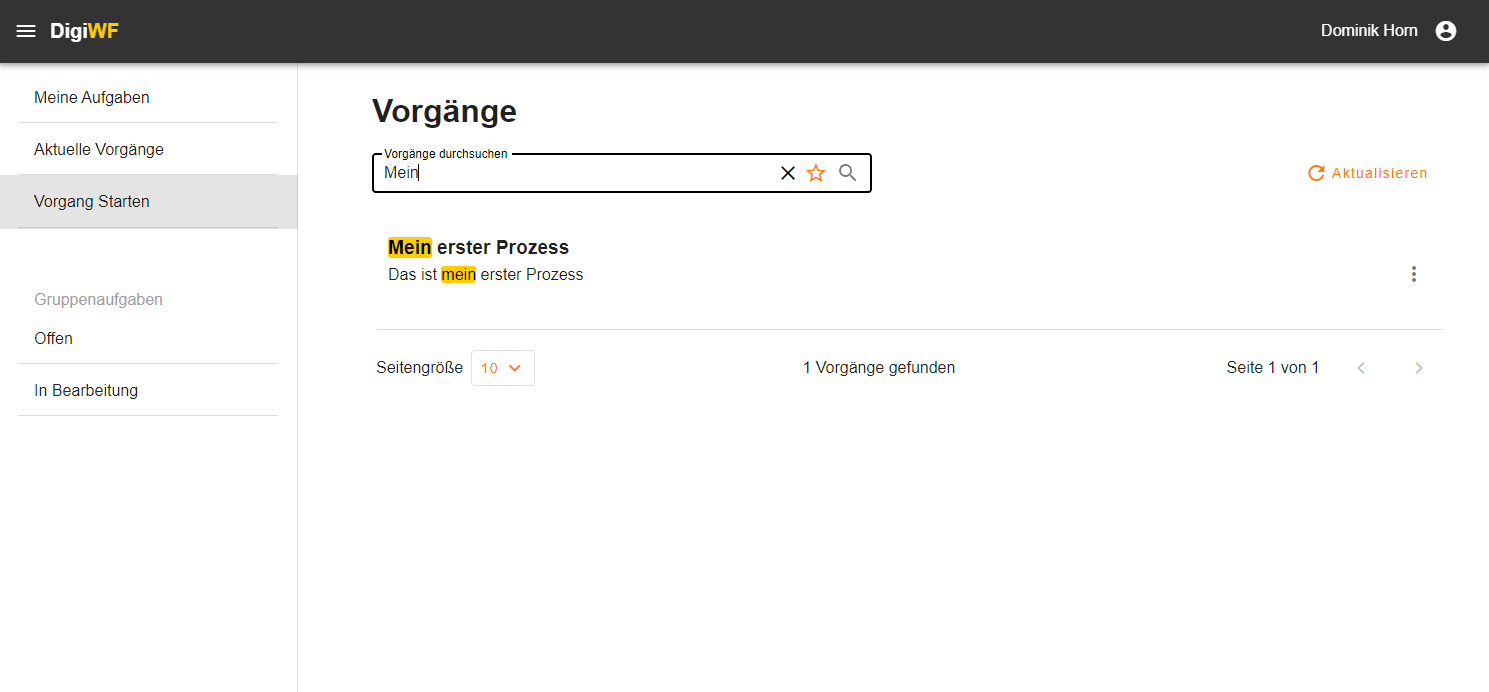 DigiWF
Dominik Horn
Meine Aufgaben
Aktuelle Vorgänge
Vorgang Starten
Gruppenaufgaben
Offen
In Bearbeitung
Vorgänge
Vorgänge durchsuchen
Mein
Aktualisieren
Mein erster Prozess
Das ist mein erster Prozess
Seitengröße 10 1 Vorgänge gefunden Seite 1 von 1